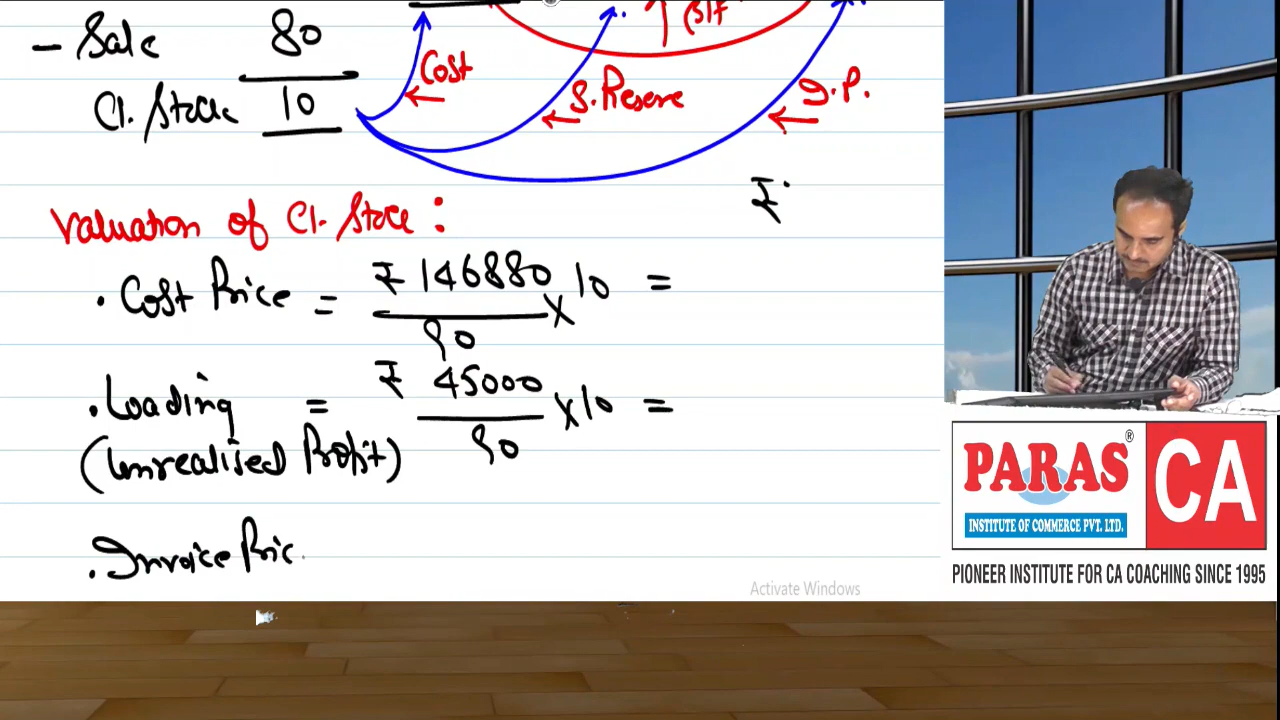 - Sale 80
Cost
S. Reserve
I.P.
Cl. Stock 10
₹
Valuation of Cl. Stock :
. Cost Price = ₹ 146880 / 90 X 10 =
. Loading = ₹ 45000 / 90 X 10 =
(Unrealised Profit)
. Invoice Pric
Activate Windows
PARAS ®
INSTITUTE OF COMMERCE PVT. LTD.
CA
PIONEER INSTITUTE FOR CA COACHING SINCE 1995